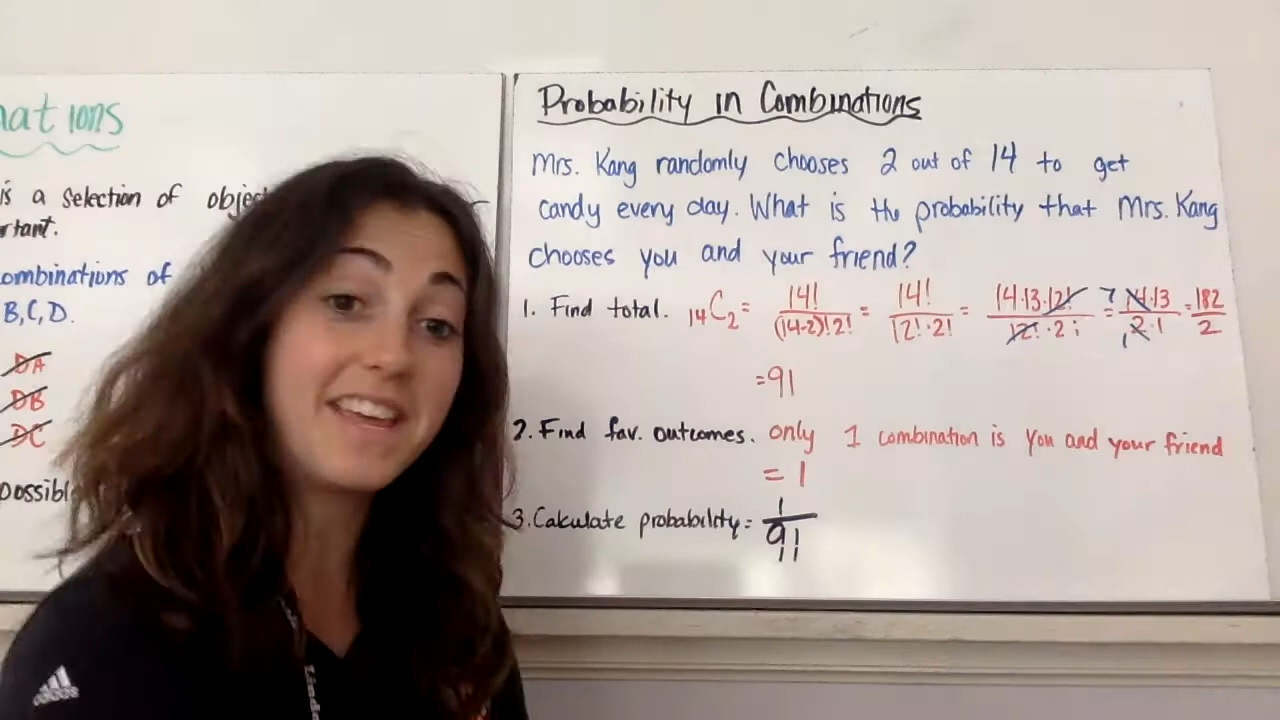 nations
is a selection of objec
rtant.
ombinations of
B,C,D.
DA
DB
DC
possibl
Probability in Combinations
Mrs. Kang randomly chooses 2 out of 14 to get
candy every day. What is the probability that Mrs. Kang
chooses you and your friend?
1. Find total. 14C2 = 14!/(14-2)!2! = 14!/12!·2! = 14·13·12!/12!·2! = 7 14·13/2·1 1 = 182/2
=91
2. Find fav. outcomes. only 1 combination is you and your friend
= 1
3. Calculate probability = 1/91
adidas